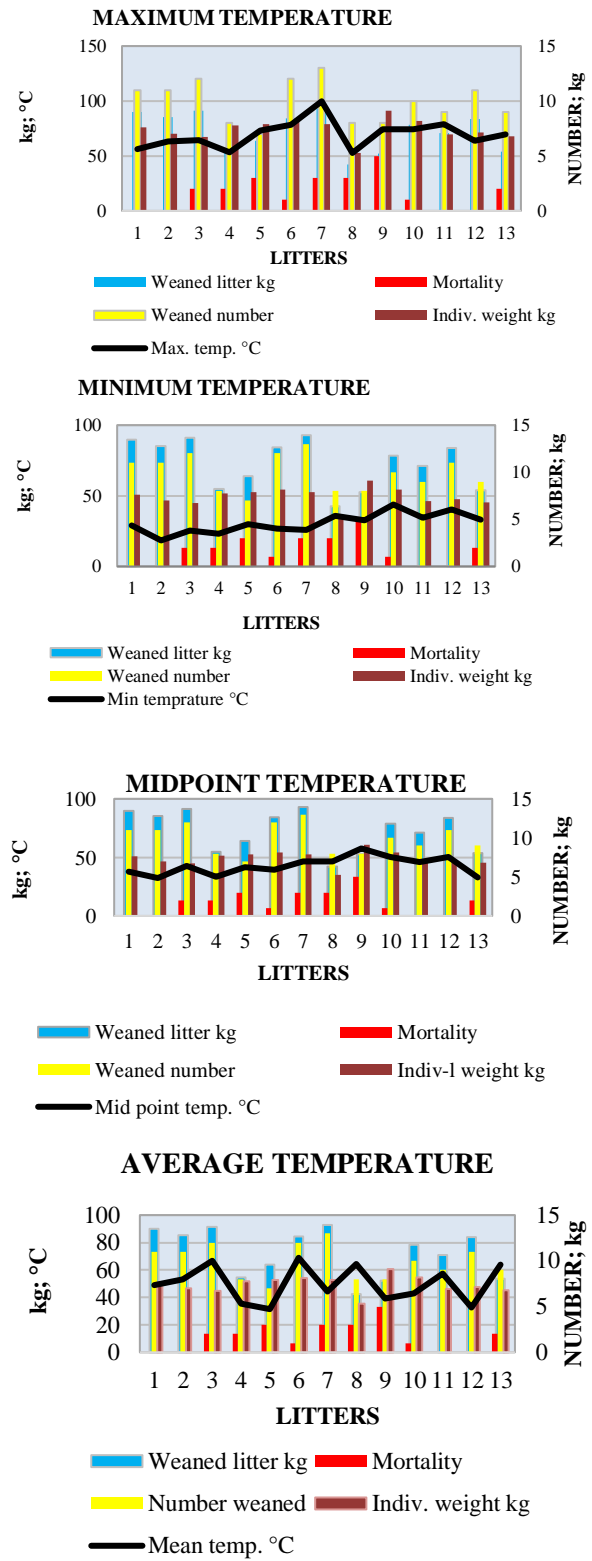 MAXIMUM TEMPERATURE
kg; °C
NUMBER; kg
150
100
50
0
15
10
5
0
1 2 3 4 5 6 7 8 9 10 11 12 13
LITTERS
Weaned litter kg Mortality
Weaned number Indiv. weight kg
Max. temp. °C
MINIMUM TEMPERATURE
kg; °C
NUMBER; kg
100
50
0
15
10
5
0
1 2 3 4 5 6 7 8 9 10 11 12 13
LITTERS
Weaned litter kg Mortality
Weaned number Indiv. weight kg
Min temprature °C
MIDPOINT TEMPERATURE
kg; °C
NUMBER; kg
100
50
0
15
10
5
0
1 2 3 4 5 6 7 8 9 10 11 12 13
LITTERS
Weaned litter kg Mortality
Weaned number Indiv-l weight kg
Mid point temp. °C
AVERAGE TEMPERATURE
kg; °C
NUMBER; kg
100
80
60
40
20
0
15
10
5
0
1 2 3 4 5 6 7 8 9 10 11 12 13
LITTERS
Weaned litter kg Mortality
Number weaned Indiv. weight kg
Mean temp. °C